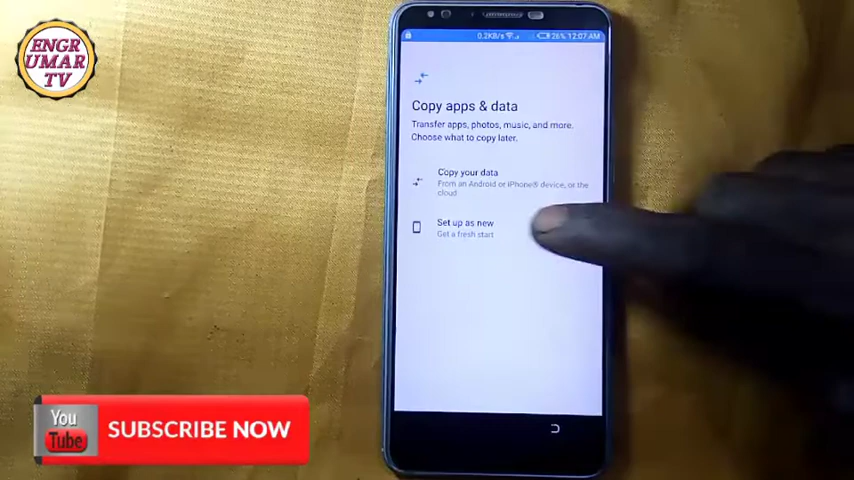 ENGR
UMAR
TV
0.2KB/s 26% 12:07AM
Copy apps & data
Transfer apps, photos, music, and more.
Choose what to copy later.
Copy your data
From an Android or iPhone® device, or the
cloud
Set up as new
Get a fresh start
You
Tube
SUBSCRIBE NOW